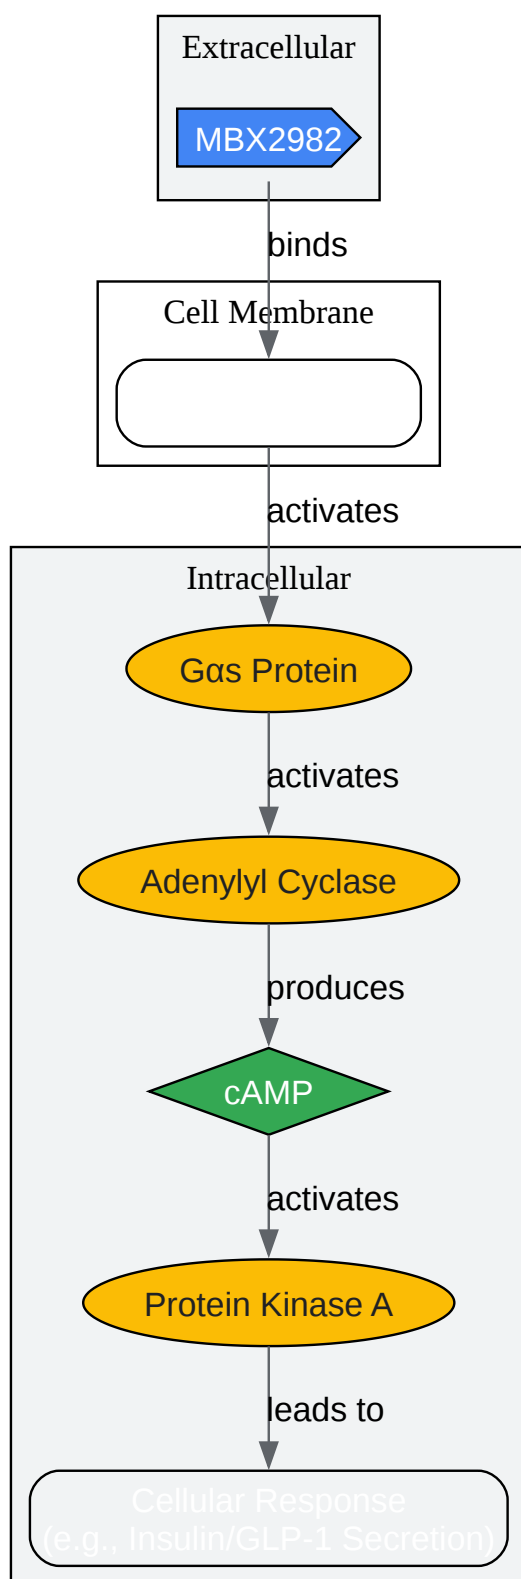 Extracellular
MBX2982
binds
Cell Membrane
activates
Intracellular
Gαs Protein
activates
Adenylyl Cyclase
produces
cAMP
activates
Protein Kinase A
leads to
Cellular Response
(e.g., Insulin/GLP-1 Secretion)